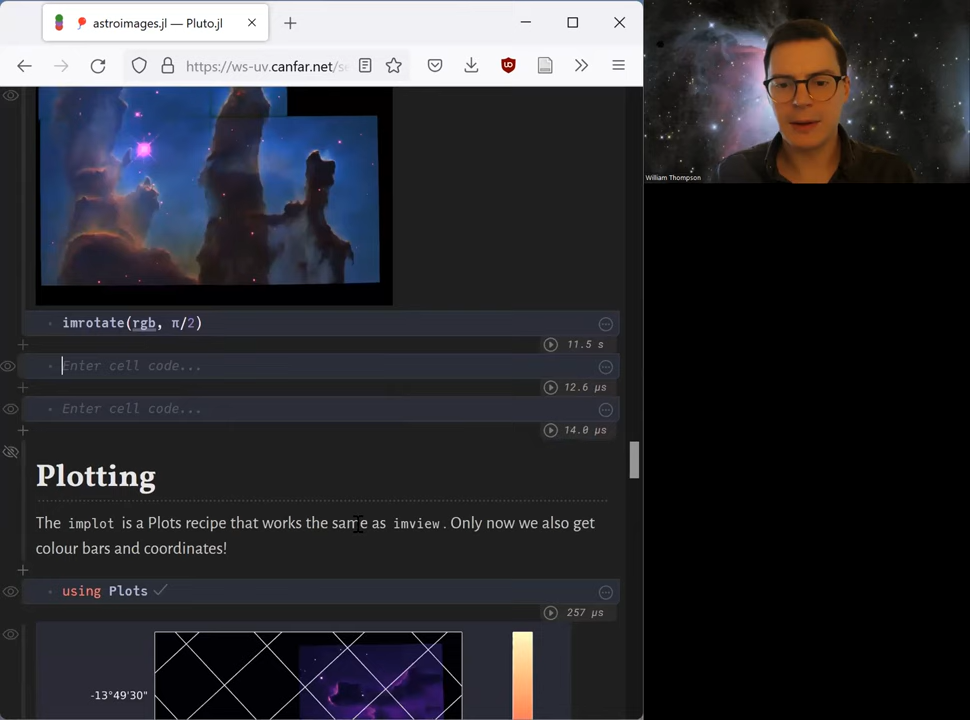 astroimages.jl — Pluto.jl
https://ws-uv.canfar.net/se
William Thompson
imrotate(rgb, π/2)
11.5 s
Enter cell code...
12.6 μs
Enter cell code...
14.0 μs
Plotting
The implot is a Plots recipe that works the same as imview. Only now we also get
colour bars and coordinates!
using Plots
257 μs
-13°49'30"